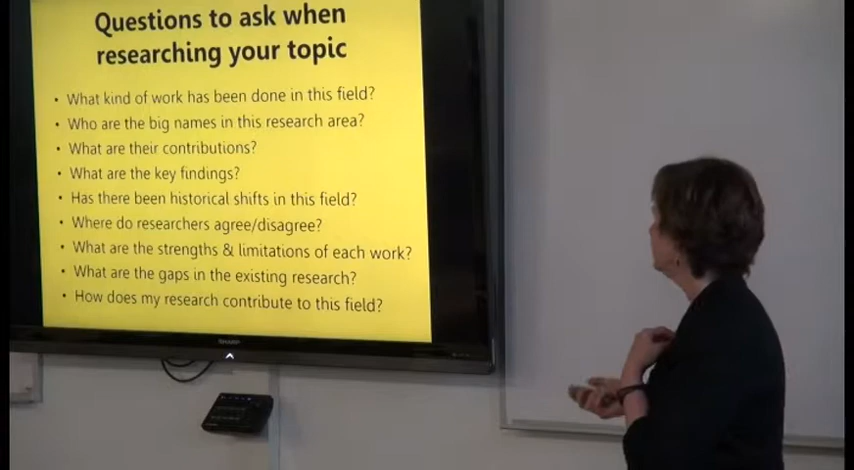 Questions to ask when
researching your topic
• What kind of work has been done in this field?
• Who are the big names in this research area?
• What are their contributions?
• What are the key findings?
• Has there been historical shifts in this field?
• Where do researchers agree/disagree?
• What are the strengths & limitations of each work?
• What are the gaps in the existing research?
• How does my research contribute to this field?
SHARP